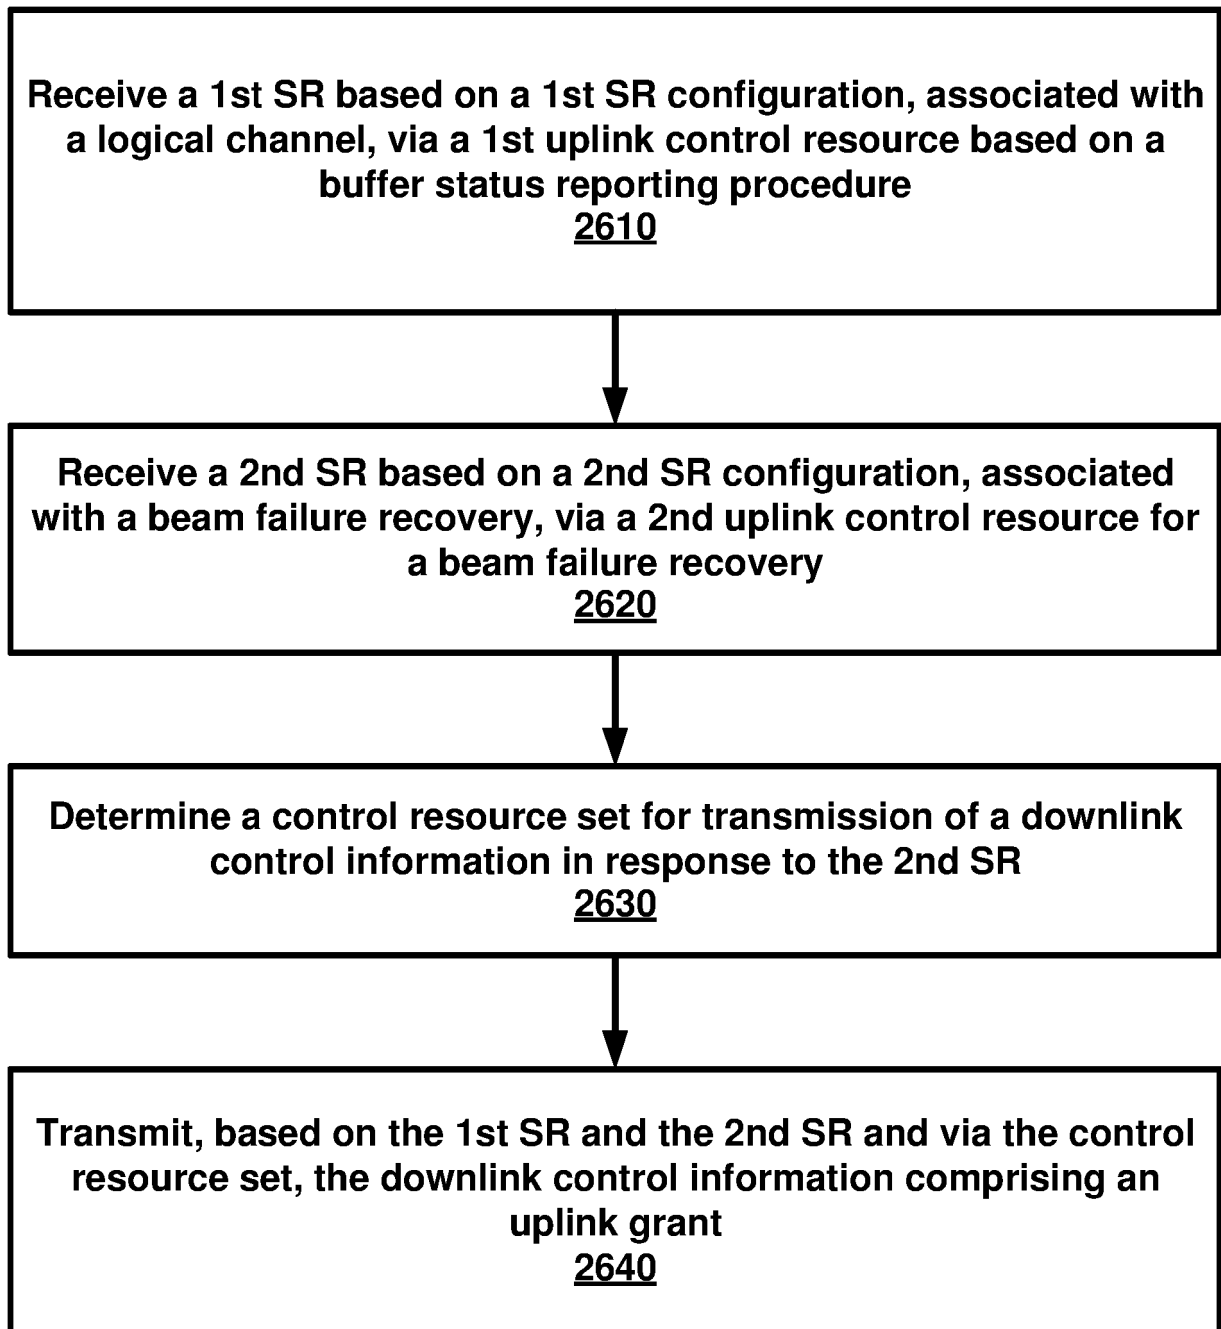 Receive a 1st SR based on a 1st SR configuration, associated with
a logical channel, via a 1st uplink control resource based on a
buffer status reporting procedure
2610
Receive a 2nd SR based on a 2nd SR configuration, associated
with a beam failure recovery, via a 2nd uplink control resource for
a beam failure recovery
2620
Determine a control resource set for transmission of a downlink
control information in response to the 2nd SR
2630
Transmit, based on the 1st SR and the 2nd SR and via the control
resource set, the downlink control information comprising an
uplink grant
2640